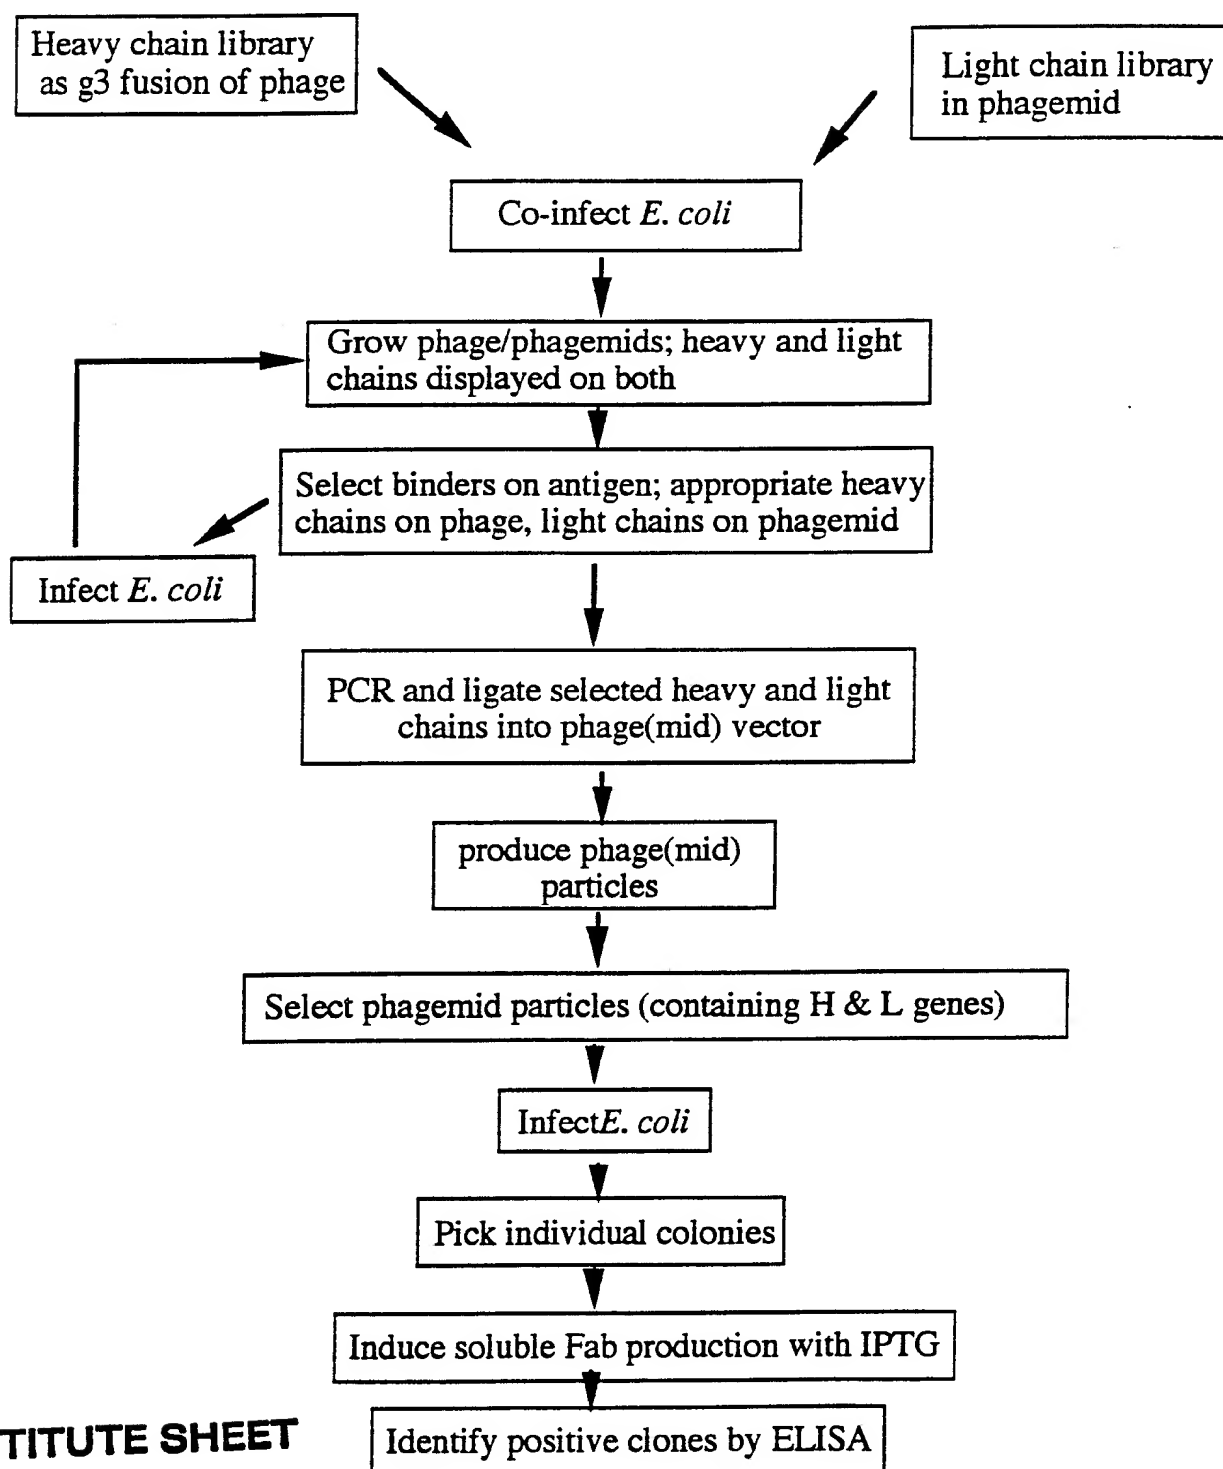 Heavy chain library
as g3 fusion of phage
Light chain library
in phagemid
Co-infect E. coli
Grow phage/phagemids; heavy and light
chains displayed on both
Select binders on antigen; appropriate heavy
chains on phage, light chains on phagemid
Infect E. coli
PCR and ligate selected heavy and light
chains into phage(mid) vector
produce phage(mid)
particles
Select phagemid particles (containing H & L genes)
InfectE. coli
Pick individual colonies
Induce soluble Fab production with IPTG
Identify positive clones by ELISA
TITUTE SHEET